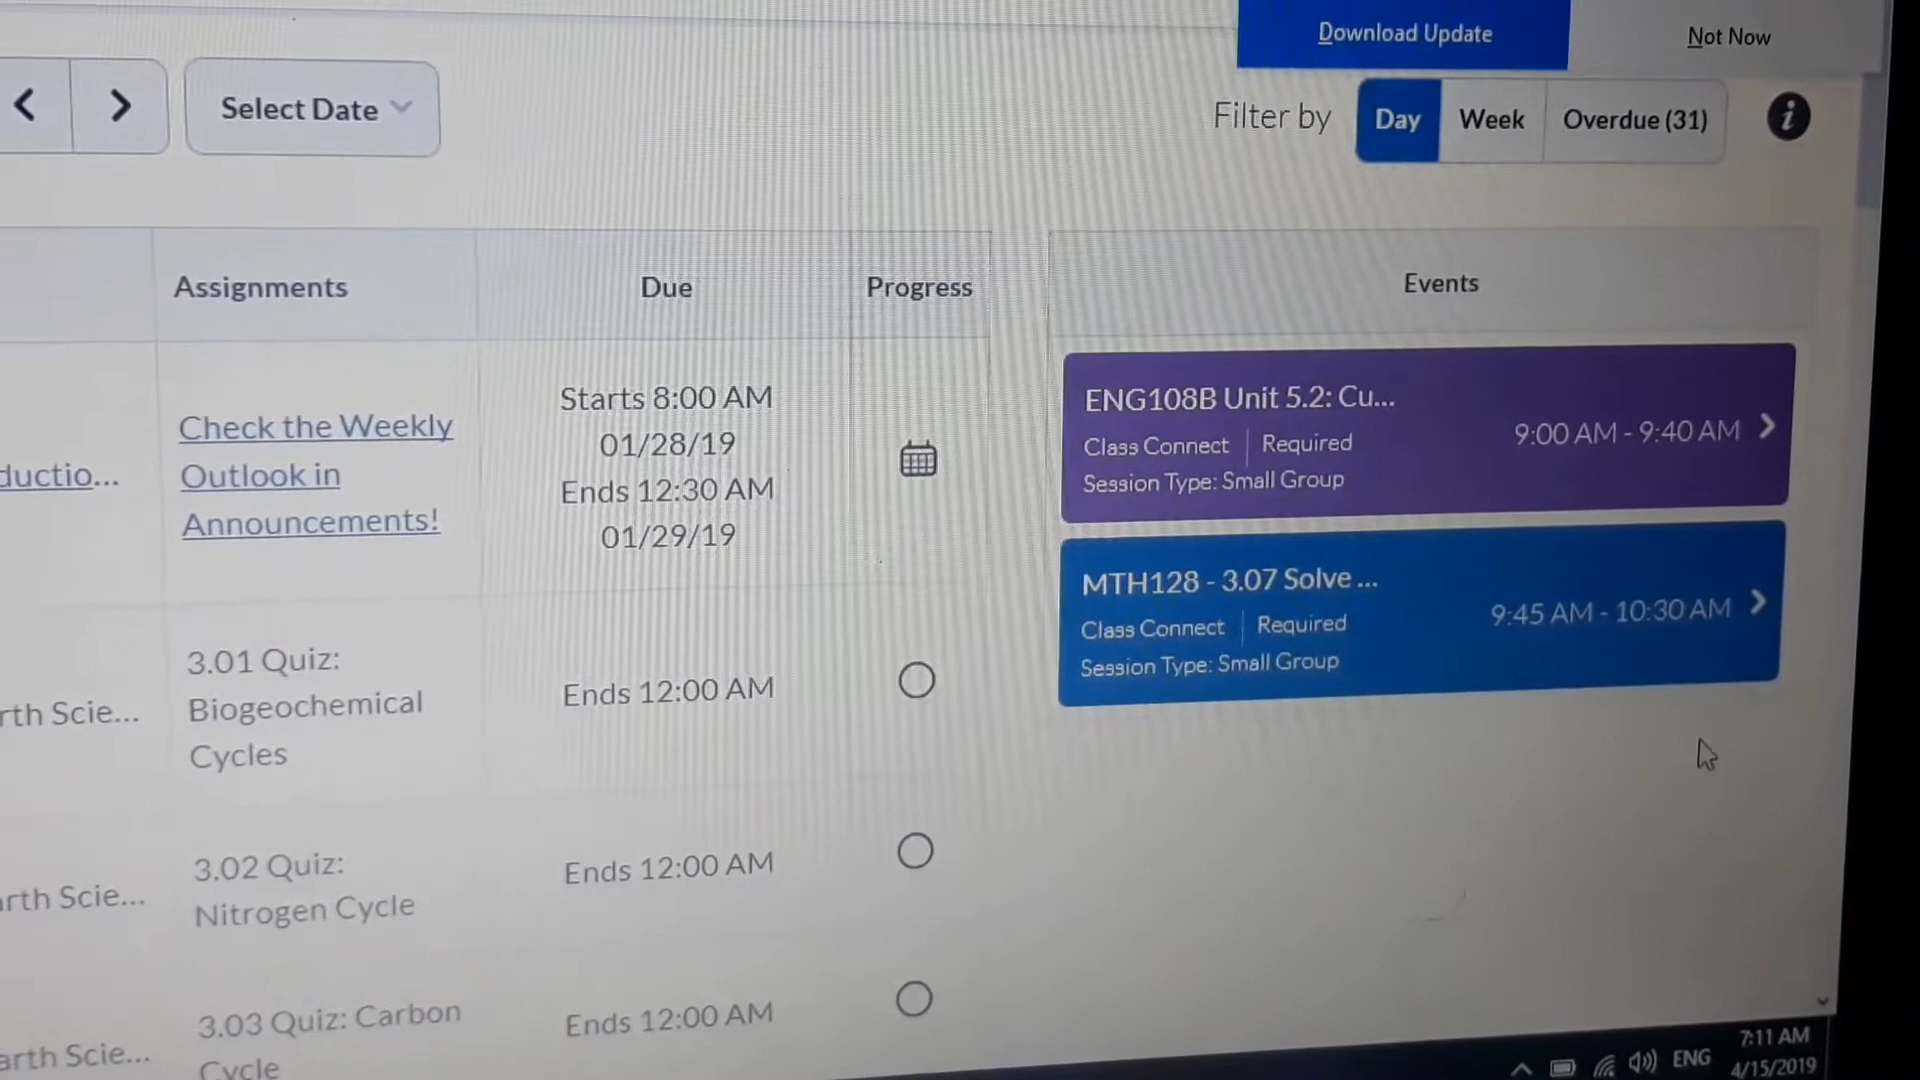 Download Update
Not Now
Select Date
Filter by
Day
Week
Overdue (31)
i
Assignments
Due
Progress
Events
ductio...
Check the Weekly
Outlook in
Announcements!
Starts 8:00 AM
01/28/19
Ends 12:30 AM
01/29/19
ENG108B Unit 5.2: Cu...
Class Connect
Required
Session Type: Small Group
9:00 AM - 9:40 AM
MTH128 - 3.07 Solve ...
Class Connect
Required
Session Type: Small Group
9:45 AM - 10:30 AM
rth Scie...
3.01 Quiz:
Biogeochemical
Cycles
Ends 12:00 AM
arth Scie...
3.02 Quiz:
Nitrogen Cycle
Ends 12:00 AM
arth Scie...
3.03 Quiz: Carbon
Cycle
Ends 12:00 AM
ENG
7:11 AM
4/15/2019